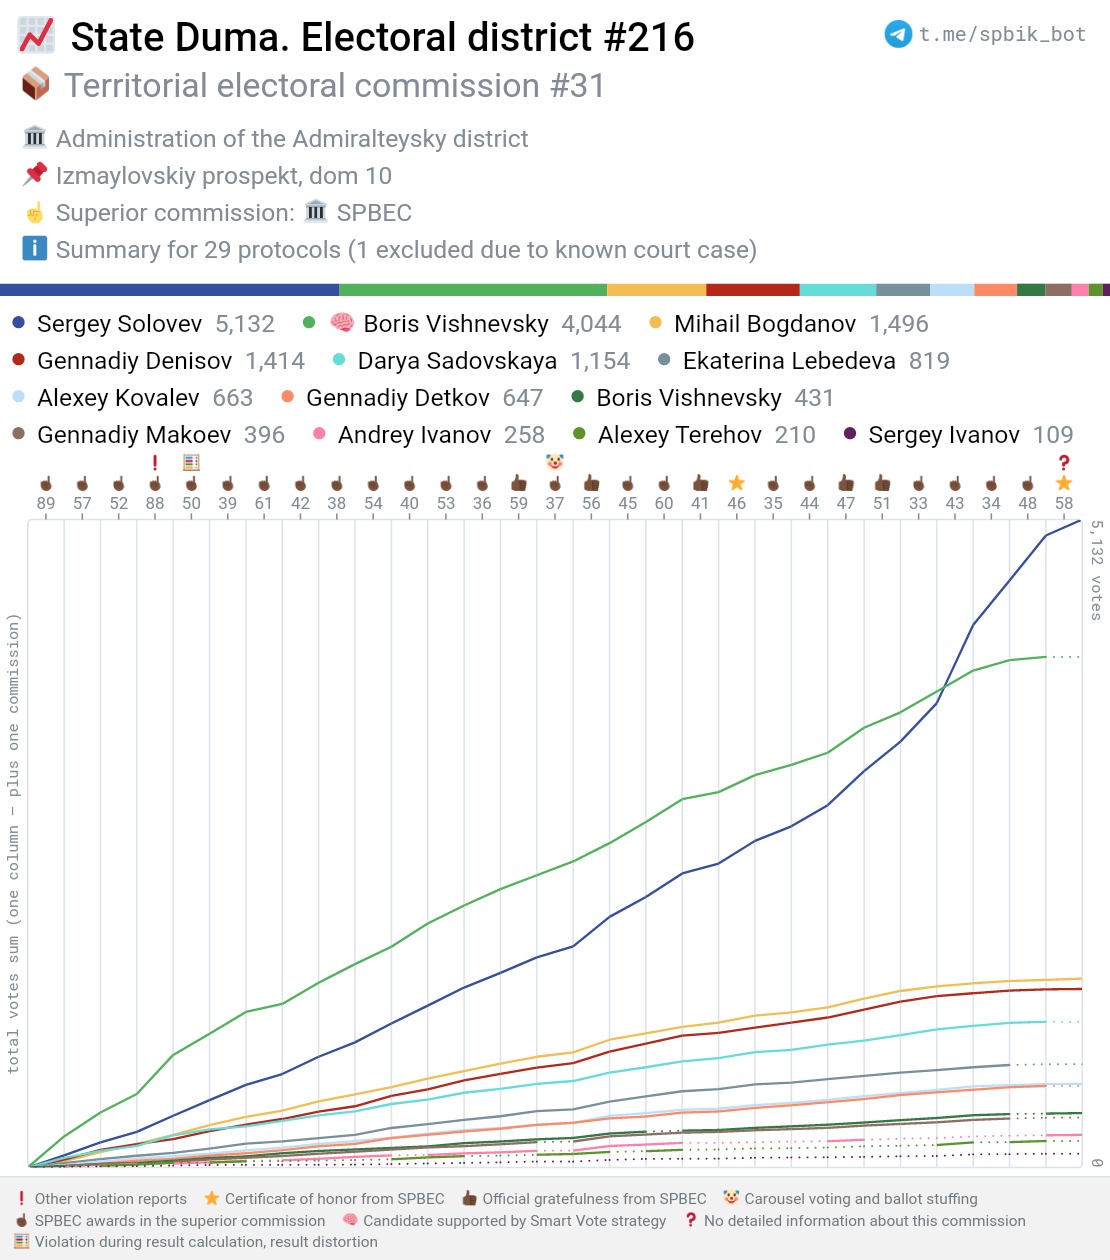 State Duma. Electoral district #216
t.me/spbik_bot
Territorial electoral commission #31
Administration of the Admiralteysky district
Izmaylovskiy prospekt, dom 10
Superior commission: SPBEC
Summary for 29 protocols (1 excluded due to known court case)
Sergey Solovev 5,132 Boris Vishnevsky 4,044 Mihail Bogdanov 1,496
Gennadiy Denisov 1,414 Darya Sadovskaya 1,154 Ekaterina Lebedeva 819
Alexey Kovalev 663 Gennadiy Detkov 647 Boris Vishnevsky 431
Gennadiy Makoev 396 Andrey Ivanov 258 Alexey Terehov 210 Sergey Ivanov 109
89 57 52 88 50 39 61 42 38 54 40 53 36 59 37 56 45 60 41 46 35 44 47 51 33 43 34 48 58
5,132 votes
total votes sum (one column – plus one commission)
0
Other violation reports Certificate of honor from SPBEC Official gratefulness from SPBEC Carousel voting and ballot stuffing
SPBEC awards in the superior commission Candidate supported by Smart Vote strategy No detailed information about this commission
Violation during result calculation, result distortion